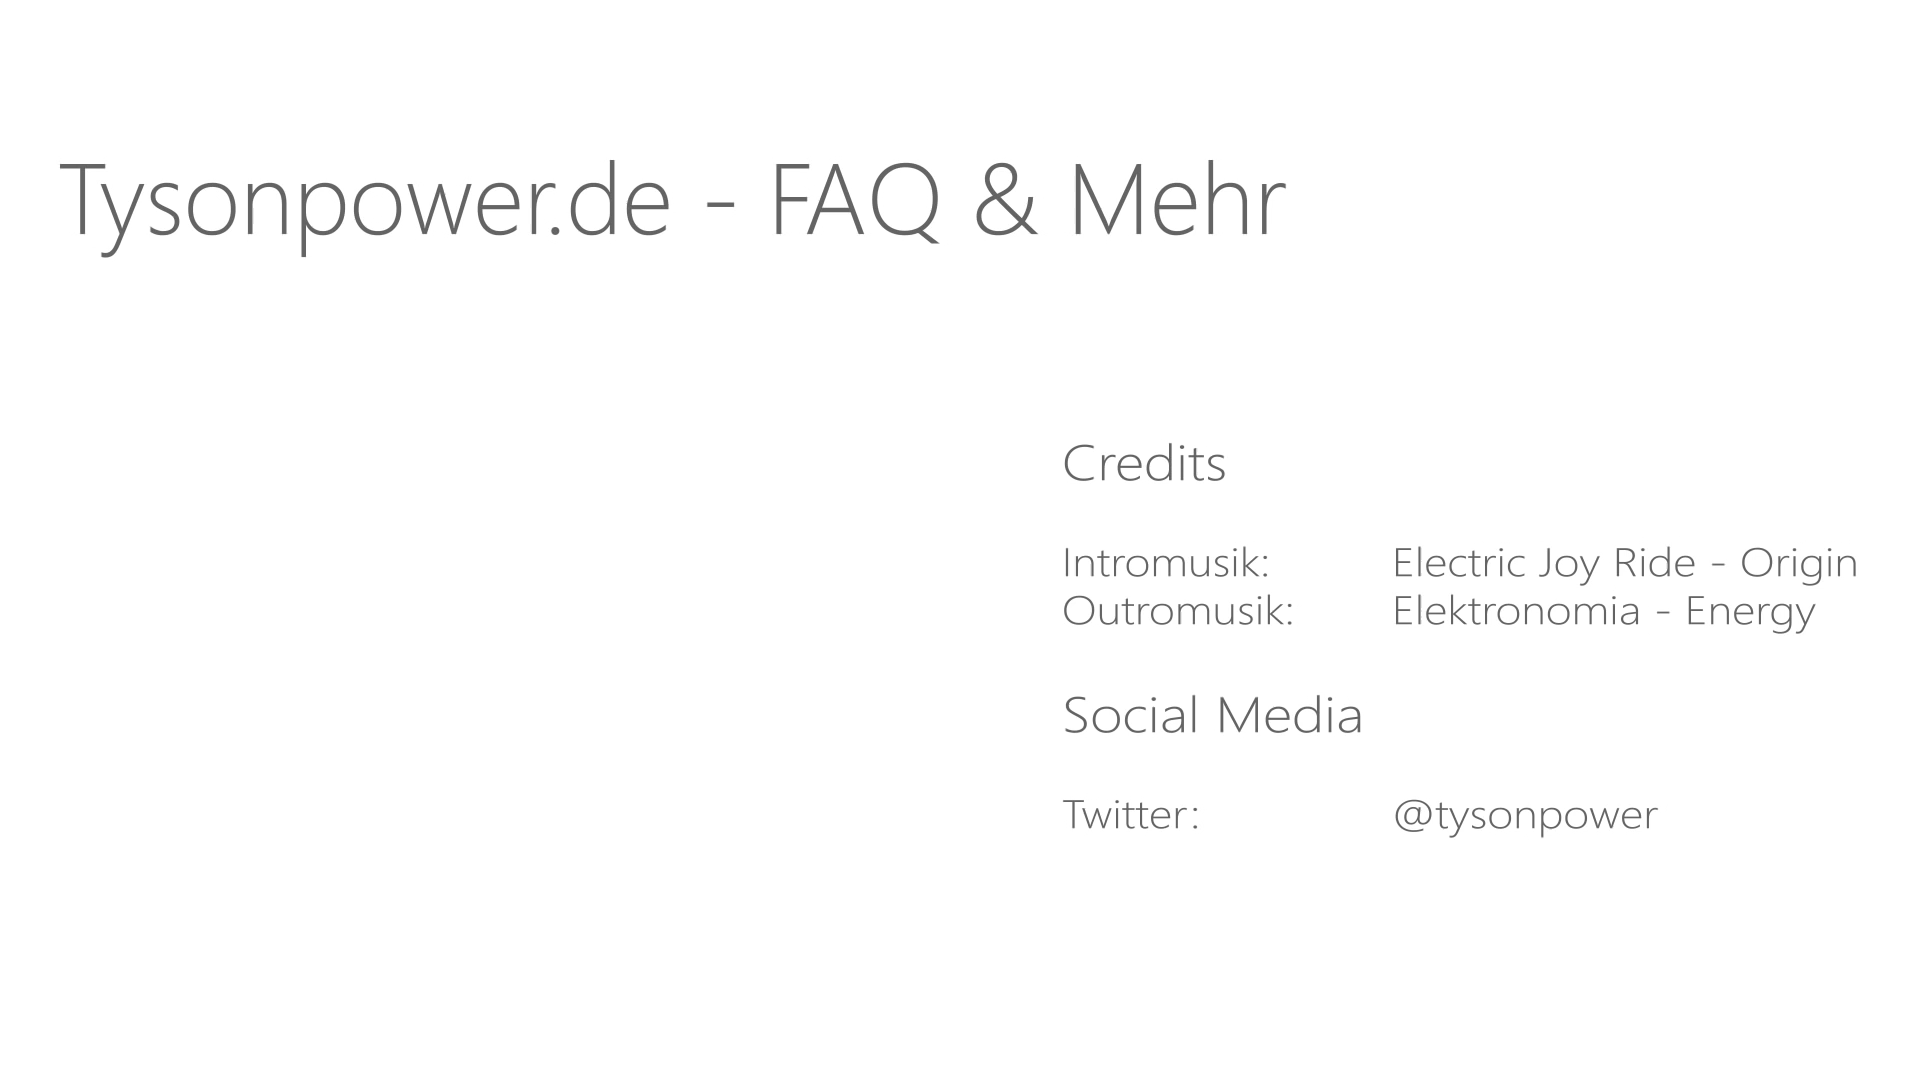 Tysonpower.de - FAQ & Mehr
Credits
Intromusik: Electric Joy Ride - Origin
Outromusik: Elektronomia - Energy
Social Media
Twitter: @tysonpower